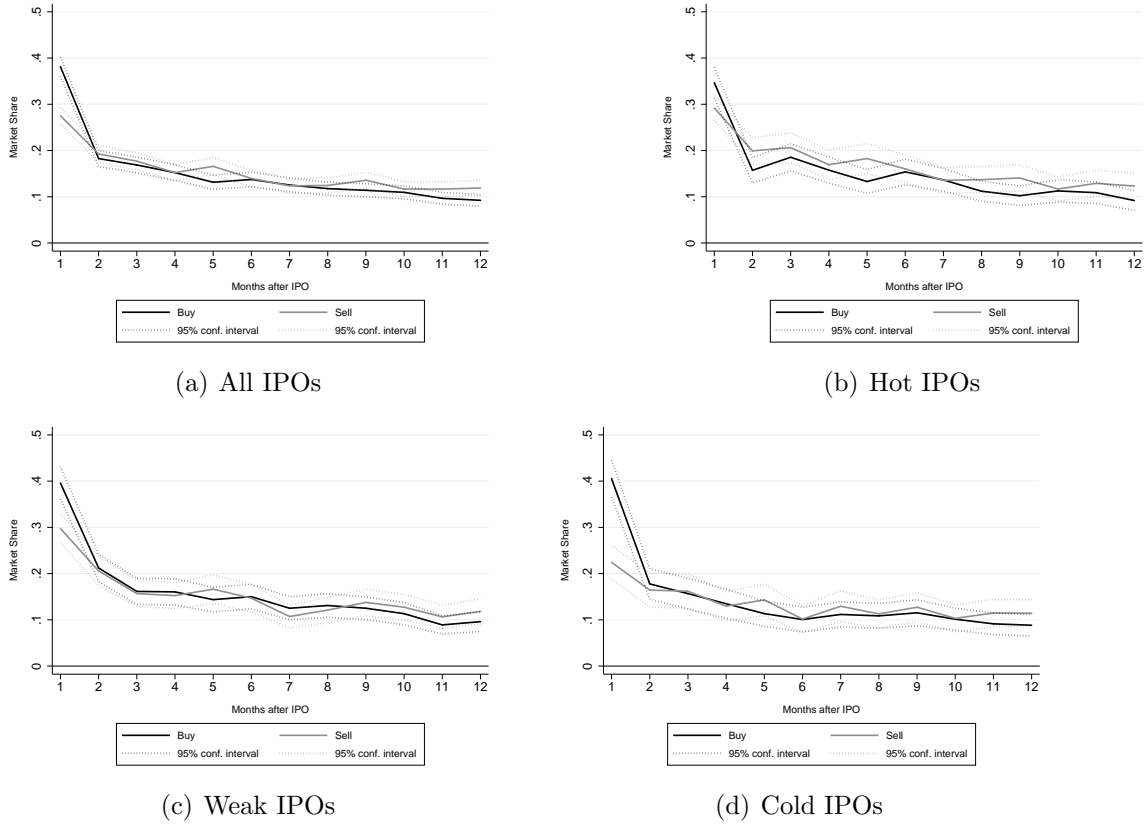 .5
.4
.3
.2
.1
0
Market Share
1 2 3 4 5 6 7 8 9 10 11 12
Months after IPO
Buy Sell
95% conf. interval 95% conf. interval
(a) All IPOs
.5
.4
.3
.2
.1
0
Market Share
1 2 3 4 5 6 7 8 9 10 11 12
Months after IPO
Buy Sell
95% conf. interval 95% conf. interval
(b) Hot IPOs
.5
.4
.3
.2
.1
0
Market Share
1 2 3 4 5 6 7 8 9 10 11 12
Months after IPO
Buy Sell
95% conf. interval 95% conf. interval
(c) Weak IPOs
.5
.4
.3
.2
.1
0
Market Share
1 2 3 4 5 6 7 8 9 10 11 12
Months after IPO
Buy Sell
95% conf. interval 95% conf. interval
(d) Cold IPOs